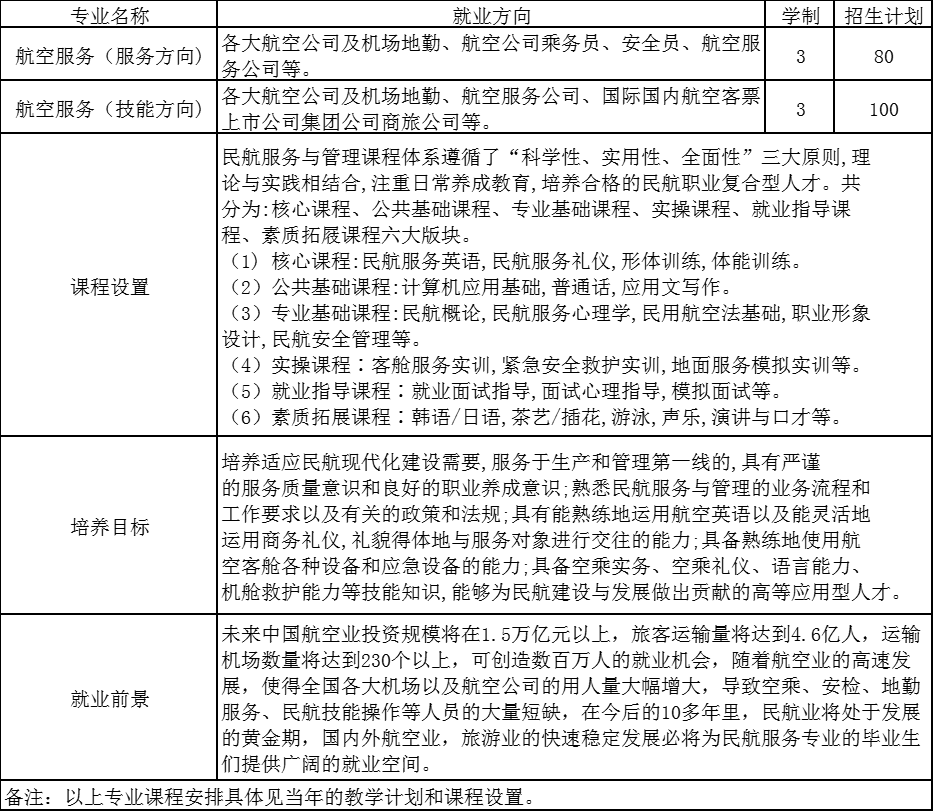 专业名称 就业方向 学制 招生计划
航空服务（服务方向) 各大航空公司及机场地勤、航空公司乘务员、安全员、航空服务公司等。 3 80
航空服务（技能方向) 各大航空公司及机场地勤、航空服务公司、国际国内航空客票上市公司集团公司商旅公司等。 3 100
课程设置
民航服务与管理课程体系遵循了“科学性、实用性、全面性”三大原则,理
论与实践相结合,注重日常养成教育,培养合格的民航职业复合型人才。共
分为:核心课程、公共基础课程、专业基础课程、实操课程、就业指导课
程、素质拓展课程六大版块。
（1) 核心课程:民航服务英语,民航服务礼仪,形体训练,体能训练。
（2）公共基础课程:计算机应用基础,普通话,应用文写作。
（3）专业基础课程:民航概论,民航服务心理学,民用航空法基础,职业形象
设计,民航安全管理等。
（4）实操课程：客舱服务实训,紧急安全救护实训,地面服务模拟实训等。
（5）就业指导课程：就业面试指导,面试心理指导,模拟面试等。
（6）素质拓展课程：韩语/日语,茶艺/插花,游泳,声乐,演讲与口才等。
培养目标
培养适应民航现代化建设需要,服务于生产和管理第一线的,具有严谨
的服务质量意识和良好的职业养成意识;熟悉民航服务与管理的业务流程和
工作要求以及有关的政策和法规;具有能熟练地运用航空英语以及能灵活地
运用商务礼仪,礼貌得体地与服务对象进行交往的能力;具备熟练地使用航
空客舱各种设备和应急设备的能力;具备空乘实务、空乘礼仪、语言能力、
机舱救护能力等技能知识,能够为民航建设与发展做出贡献的高等应用型人才。
就业前景
未来中国航空业投资规模将在1.5万亿元以上，旅客运输量将达到4.6亿人，运输
机场数量将达到230个以上，可创造数百万人的就业机会，随着航空业的高速发
展，使得全国各大机场以及航空公司的用人量大幅增大，导致空乘、安检、地勤
服务、民航技能操作等人员的大量短缺，在今后的10多年里，民航业将处于发展
的黄金期，国内外航空业，旅游业的快速稳定发展必将为民航服务专业的毕业生
们提供广阔的就业空间。
备注：以上专业课程安排具体见当年的教学计划和课程设置。